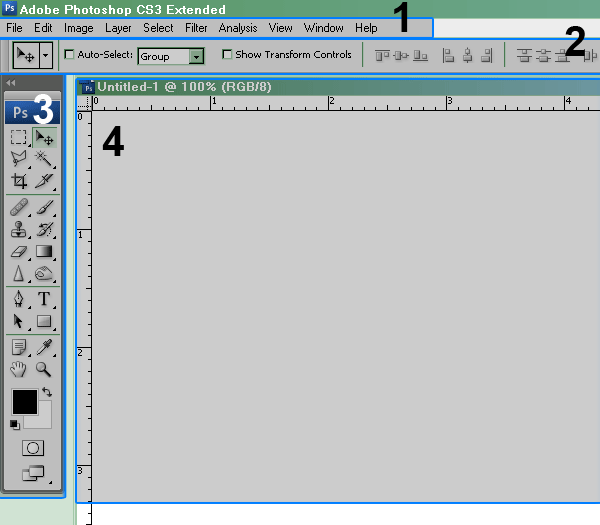 Ps Adobe Photoshop CS3 Extended
File Edit Image Layer Select Filter Analysis View Window Help 1
Auto-Select: Group Show Transform Controls 2
Ps 3
Ps Untitled-1 @ 100% (RGB/8)
0 1 2 3 4
0
4
1
T
2
3